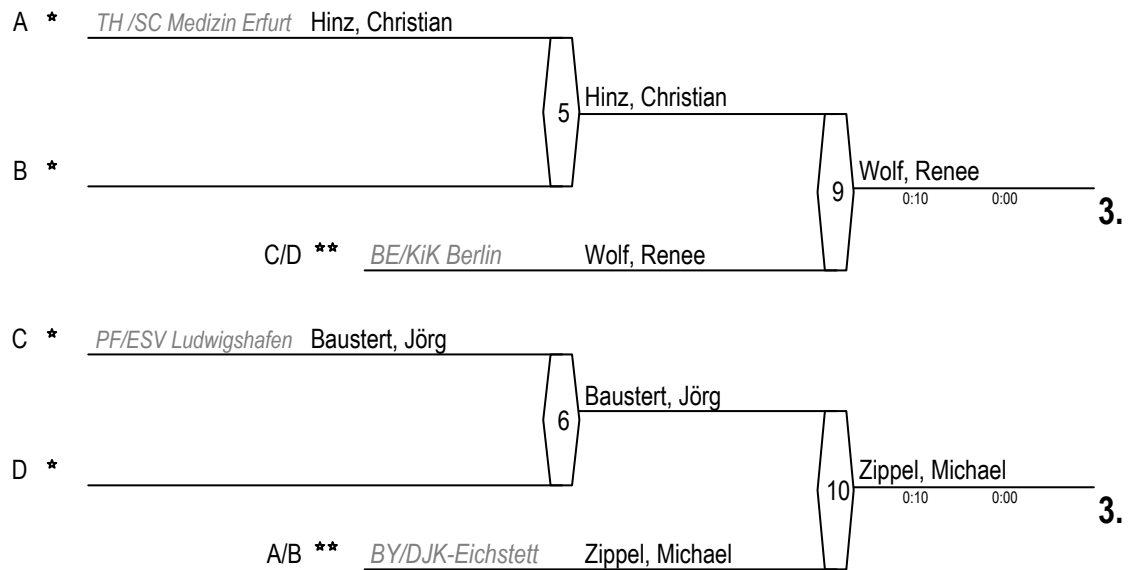 A * TH /SC Medizin Erfurt Hinz, Christian
5 Hinz, Christian
B *
9 Wolf, Renee
0:10 0:00
3.
C/D ** BE/KiK Berlin Wolf, Renee
C * PF/ESV Ludwigshafen Baustert, Jörg
6 Baustert, Jörg
D *
10 Zippel, Michael
0:10 0:00
3.
A/B ** BY/DJK-Eichstett Zippel, Michael